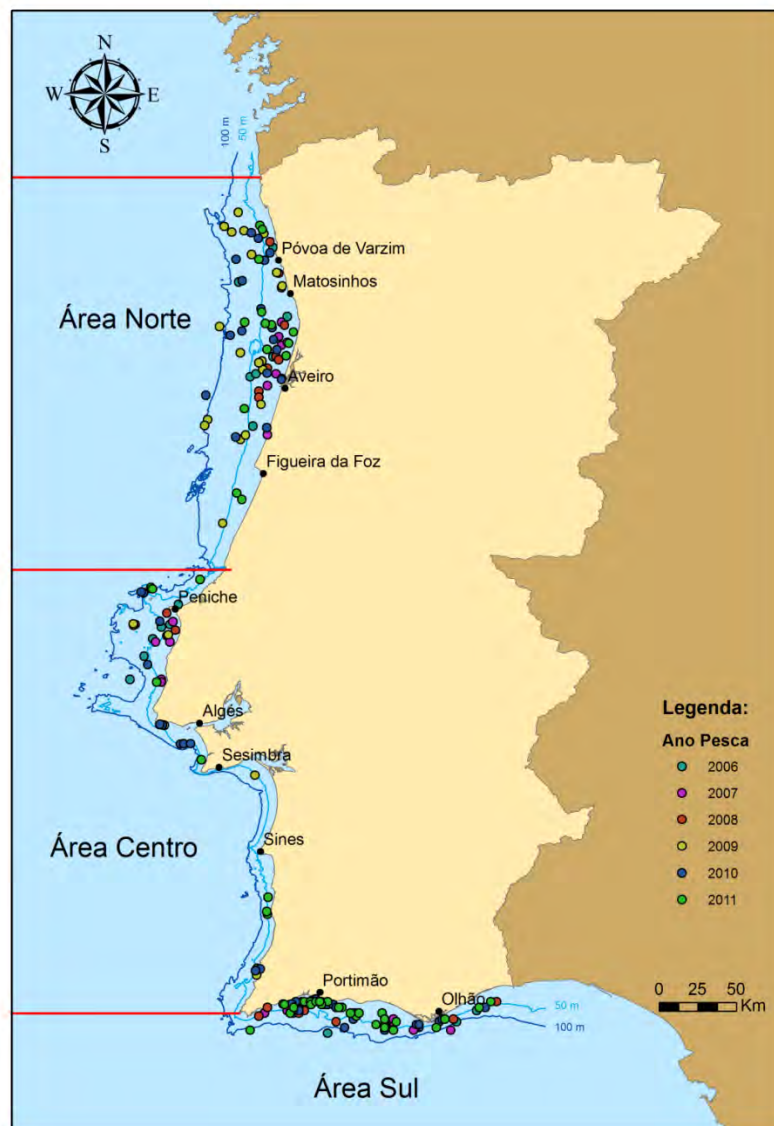 N
W E
S
100 m
50 m
Póvoa de Varzim
Matosinhos
Área Norte
Aveiro
Figueira da Foz
Peniche
Algés
Sesimbra
Área Centro
Sines
Legenda:
Ano Pesca
2006
2007
2008
2009
2010
2011
Portimão
Olhão
0 25 50
Km
50 m
100 m
Área Sul